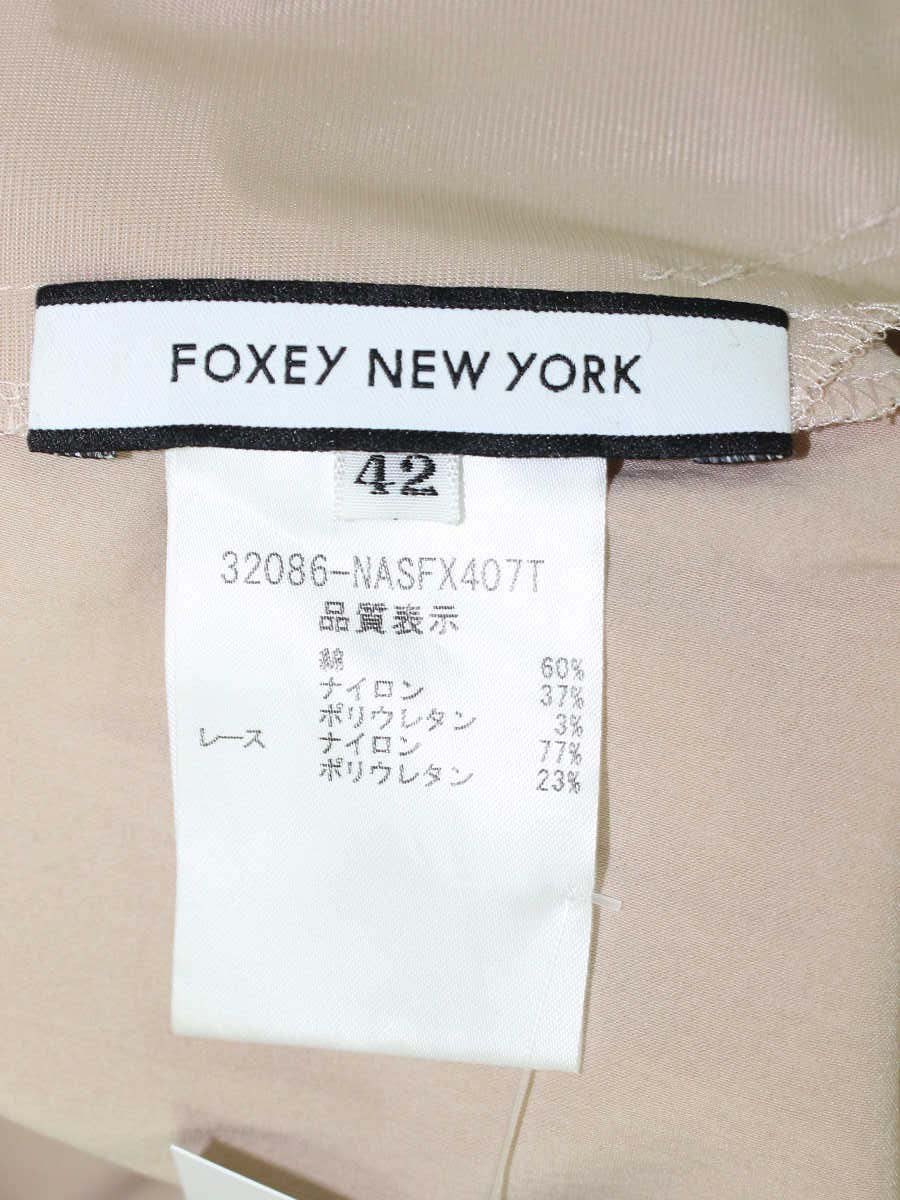 FOXEY NEW YORK
42
32086-NASFX407T
品質表示
綿 60%
ナイロン 37%
ポリウレタン 3%
レース ナイロン 77%
ポリウレタン 23%